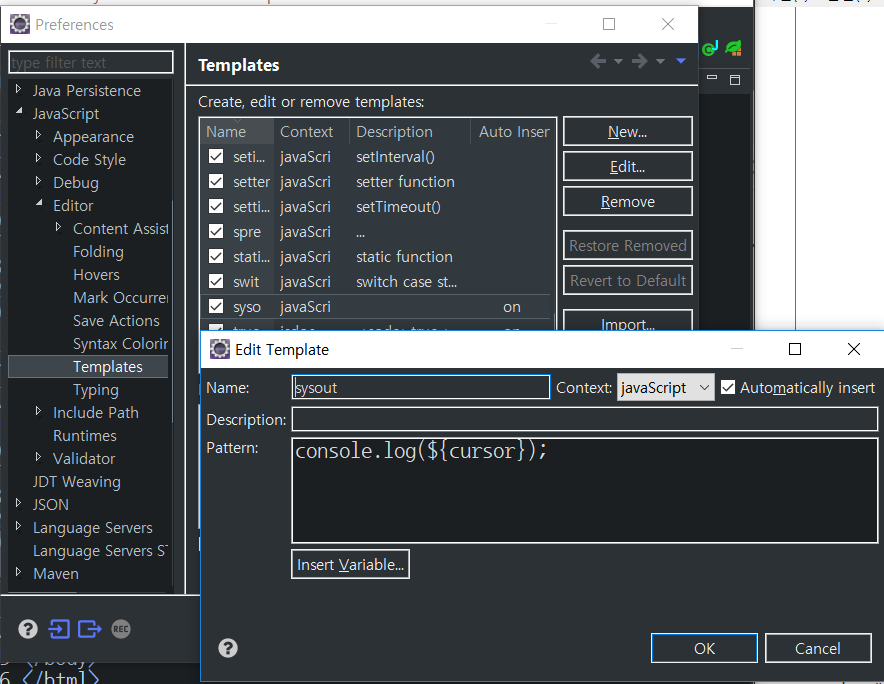 Preferences
type filter text
Java Persistence
JavaScript
Appearance
Code Style
Debug
Editor
Content Assist
Folding
Hovers
Mark Occurre
Save Actions
Syntax Colorin
Templates
Typing
Include Path
Runtimes
Validator
JDT Weaving
JSON
Language Servers
Language Servers S
Maven
REC
Templates
Create, edit or remove templates:
Name Context Description Auto Inser
seti... javaScri setInterval()
setter javaScri setter function
setti... javaScri setTimeout()
spre javaScri ...
stati... javaScri static function
swit javaScri switch case st...
syso javaScri on
New...
Edit...
Remove
Restore Removed
Revert to Default
Import...
Edit Template
Name: sysout Context: javaScript Automatically insert
Description:
Pattern: console.log(${cursor});
Insert Variable...
OK Cancel
</body>
6 </html>